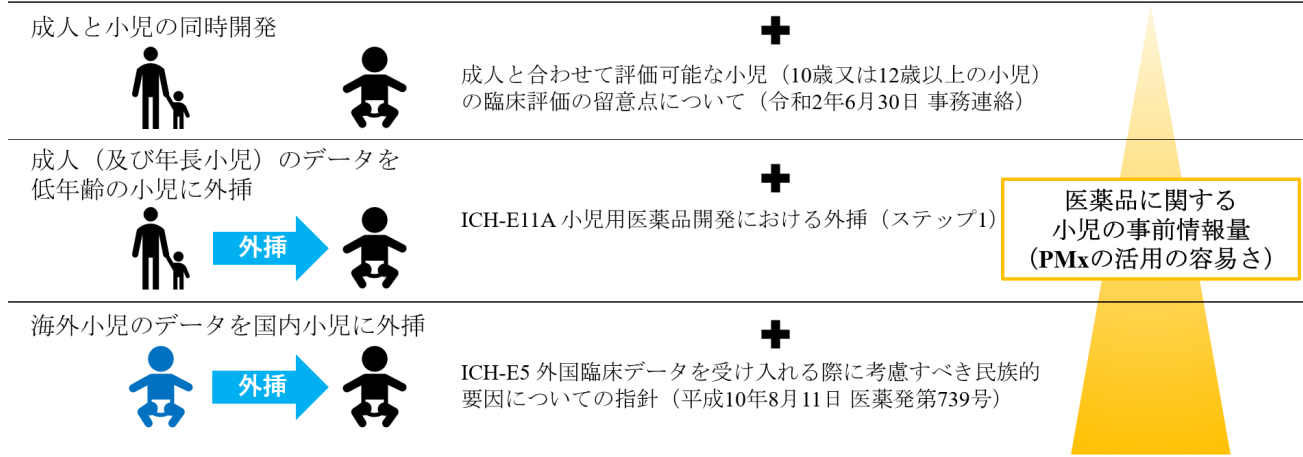 成人と小児の同時開発
成人と合わせて評価可能な小児（10歳又は12歳以上の小児）
の臨床評価の留意点について（令和2年6月30日 事務連絡）
成人（及び年長小児）のデータを
低年齢の小児に外挿
外挿
ICH-E11A 小児用医薬品開発における外挿（ステップ1）
医薬品に関する
小児の事前情報量
（PMxの活用の容易さ）
海外小児のデータを国内小児に外挿
外挿
ICH-E5 外国臨床データを受け入れる際に考慮すべき民族的
要因についての指針（平成10年8月11日 医薬発第739号）